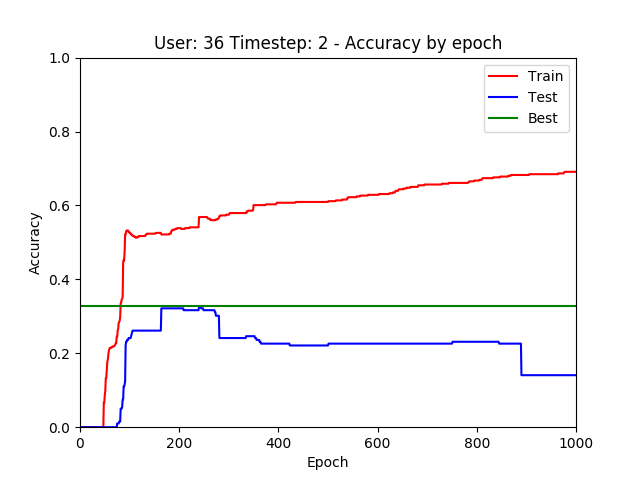 User: 36 Timestep: 2 - Accuracy by epoch
1.0
0.8
0.6
0.4
0.2
0.0
Accuracy
Train
Test
Best
0 200 400 600 800 1000
Epoch